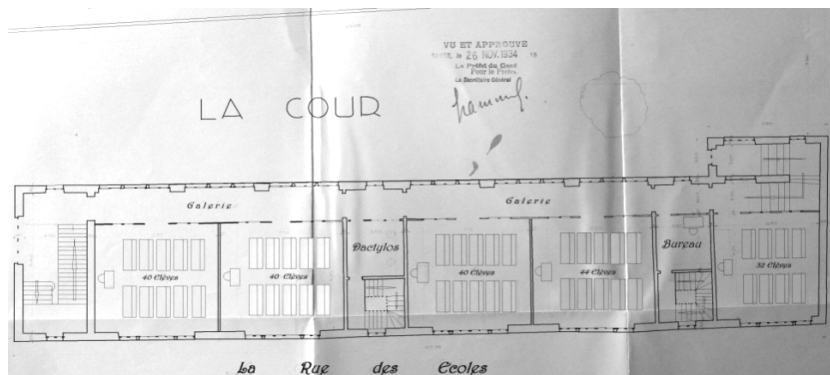 VU ET APPROUVÉ
le 26 NOV. 1934
Le Préfet du Gard
Pour le Préfet
Le Secrétaire Général
LA COUR
Galerie
Galerie
Dactylos
Bureau
40 Elèves
40 Elèves
40 Elèves
44 Elèves
32 Elèves
La Rue des Ecoles